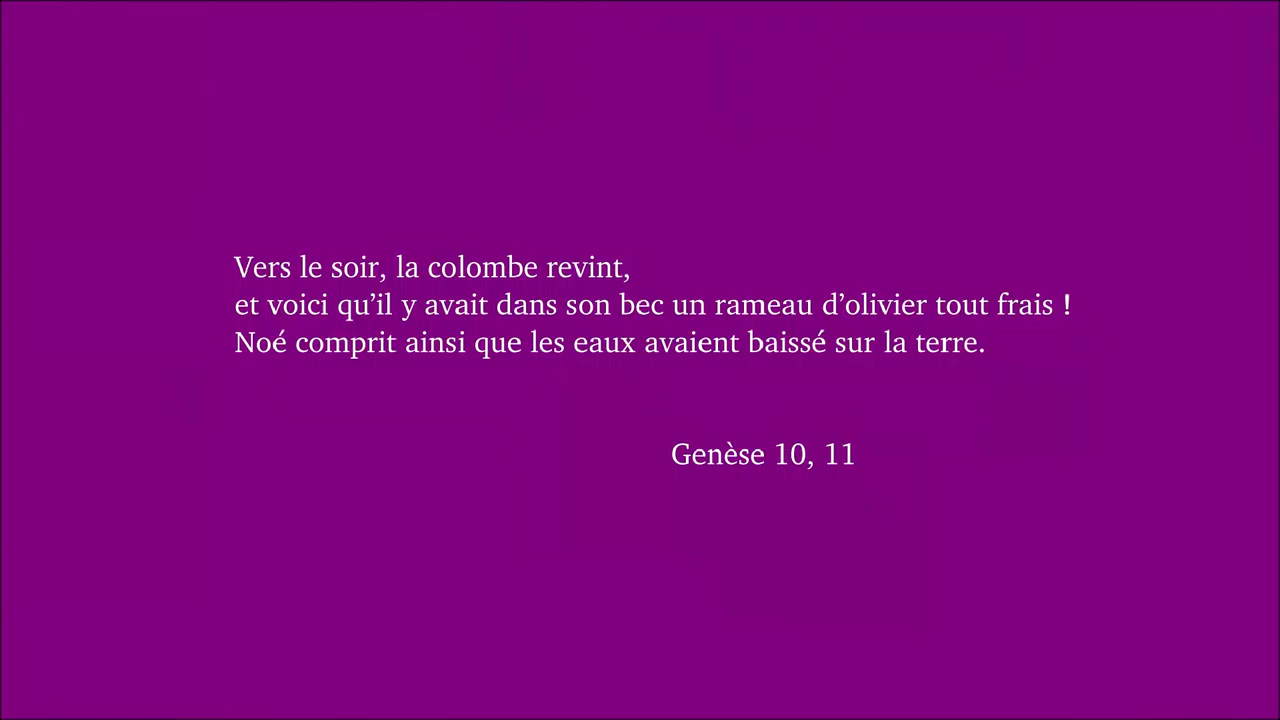 Vers le soir, la colombe revint,
et voici qu’il y avait dans son bec un rameau d’olivier tout frais !
Noé comprit ainsi que les eaux avaient baissé sur la terre.
Genèse 10, 11